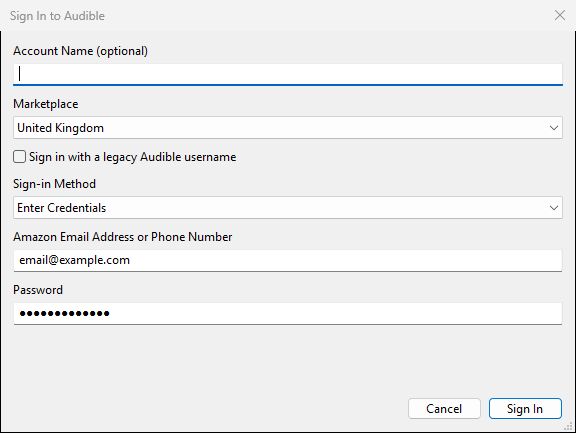 Sign In to Audible
Account Name (optional)
Marketplace
United Kingdom
Sign in with a legacy Audible username
Sign-in Method
Enter Credentials
Amazon Email Address or Phone Number
email@example.com
Password
●●●●●●●●●●●●●
Cancel
Sign In